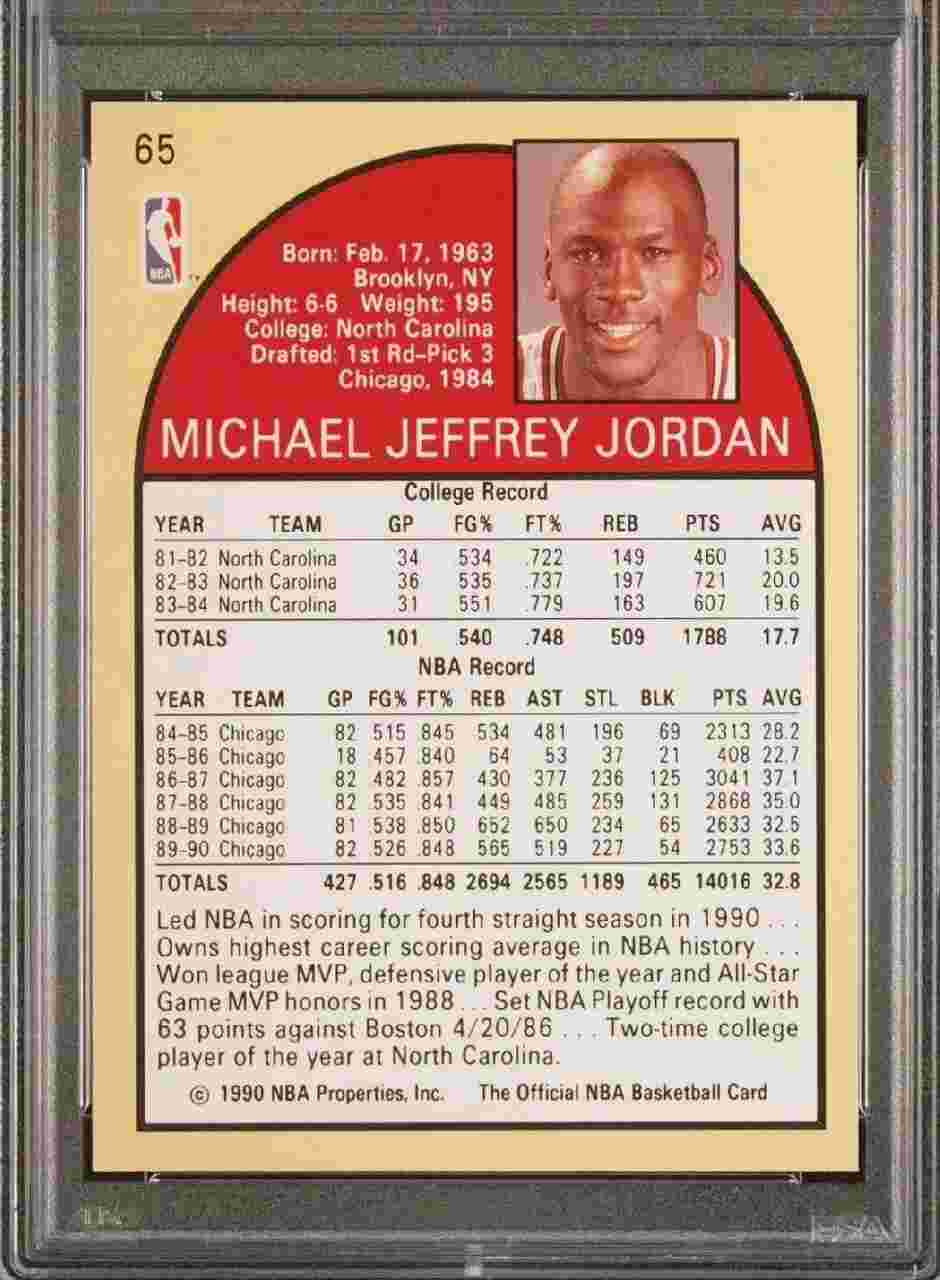 65
NBA
Born: Feb. 17, 1963
Brooklyn, NY
Height: 6-6 Weight: 195
College: North Carolina
Drafted: 1st Rd–Pick 3
Chicago, 1984
MICHAEL JEFFREY JORDAN
College Record
YEAR TEAM GP FG% FT% REB PTS AVG
81–82 North Carolina 34 .534 .722 149 460 13.5
82–83 North Carolina 36 .535 .737 197 721 20.0
83–84 North Carolina 31 .551 .779 163 607 19.6
TOTALS 101 .540 .748 509 1788 17.7
NBA Record
YEAR TEAM GP FG% FT% REB AST STL BLK PTS AVG
84–85 Chicago 82 .515 .845 534 481 196 69 2313 28.2
85–86 Chicago 18 .457 .840 64 53 37 21 408 22.7
86–87 Chicago 82 .482 .857 430 377 236 125 3041 37.1
87–88 Chicago 82 .535 .841 449 485 259 131 2868 35.0
88–89 Chicago 81 .538 .850 652 650 234 65 2633 32.5
89–90 Chicago 82 .526 .848 565 519 227 54 2753 33.6
TOTALS 427 .516 .848 2694 2565 1189 465 14016 32.8
Led NBA in scoring for fourth straight season in 1990 . . .
Owns highest career scoring average in NBA history . . .
Won league MVP, defensive player of the year and All-Star
Game MVP honors in 1988 . . . Set NBA Playoff record with
63 points against Boston 4/20/86 . . . Two-time college
player of the year at North Carolina.
© 1990 NBA Properties, Inc. The Official NBA Basketball Card